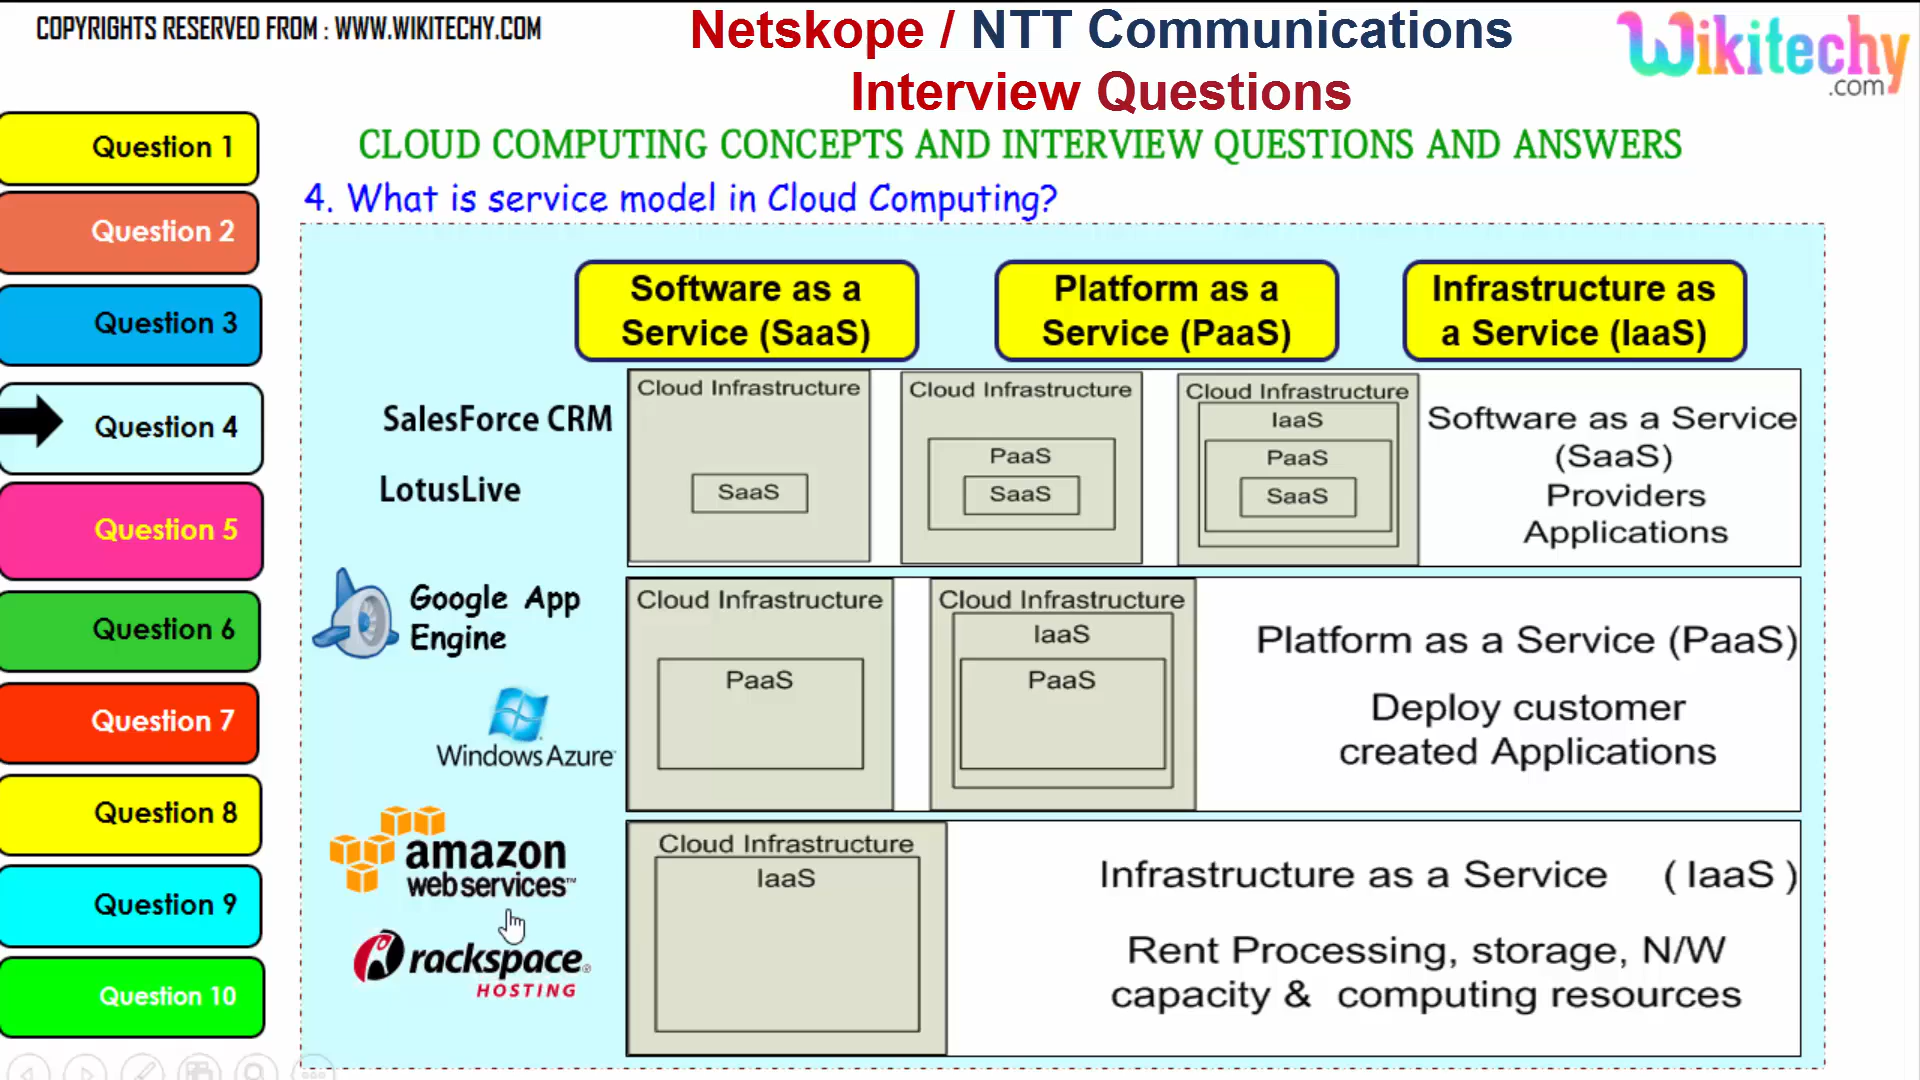 COPYRIGHTS RESERVED FROM : WWW.WIKITECHY.COM
Netskope / NTT Communications
Interview Questions
Wikitechy
.com
CLOUD COMPUTING CONCEPTS AND INTERVIEW QUESTIONS AND ANSWERS
4. What is service model in Cloud Computing?
Question 1
Question 2
Question 3
Question 4
Question 5
Question 6
Question 7
Question 8
Question 9
Question 10
Software as a
Service (SaaS)
Platform as a
Service (PaaS)
Infrastructure as
a Service (IaaS)
SalesForce CRM
LotusLive
Cloud Infrastructure
SaaS
Cloud Infrastructure
PaaS
SaaS
Cloud Infrastructure
IaaS
PaaS
SaaS
Software as a Service
(SaaS)
Providers
Applications
Google App
Engine
Windows Azure
Cloud Infrastructure
PaaS
Cloud Infrastructure
IaaS
PaaS
Platform as a Service (PaaS)
Deploy customer
created Applications
amazon
webservices™
rackspace®
HOSTING
Cloud Infrastructure
IaaS
Infrastructure as a Service ( IaaS )
Rent Processing, storage, N/W
capacity & computing resources